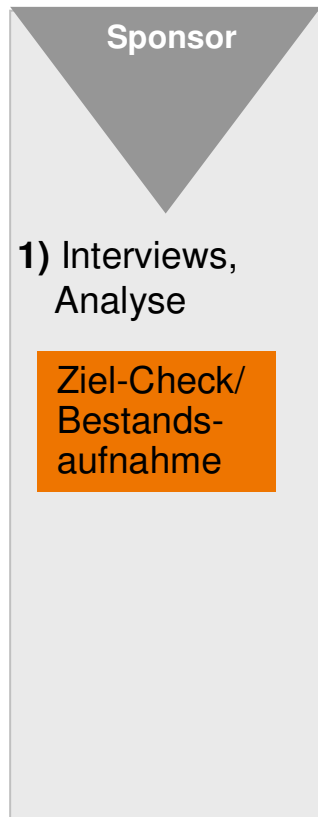 Sponsor
1) Interviews,
Analyse
Ziel-Check/
Bestands-
aufnahme